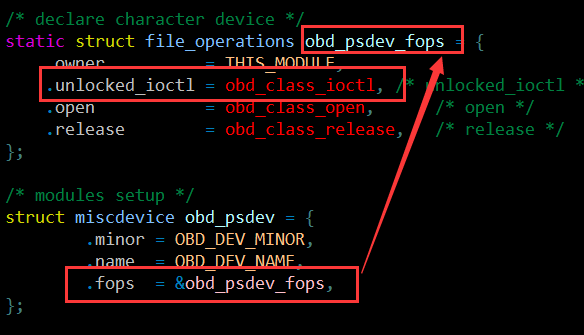 /* declare character device */
static struct file_operations obd_psdev_fops = {
.owner = THIS_MODULE,
.unlocked_ioctl = obd_class_ioctl, /* unlocked_ioctl *
.open = obd_class_open, /* open */
.release = obd_class_release, /* release */
};
/* modules setup */
struct miscdevice obd_psdev = {
.minor = OBD_DEV_MINOR,
.name = OBD_DEV_NAME,
.fops = &obd_psdev_fops,
};